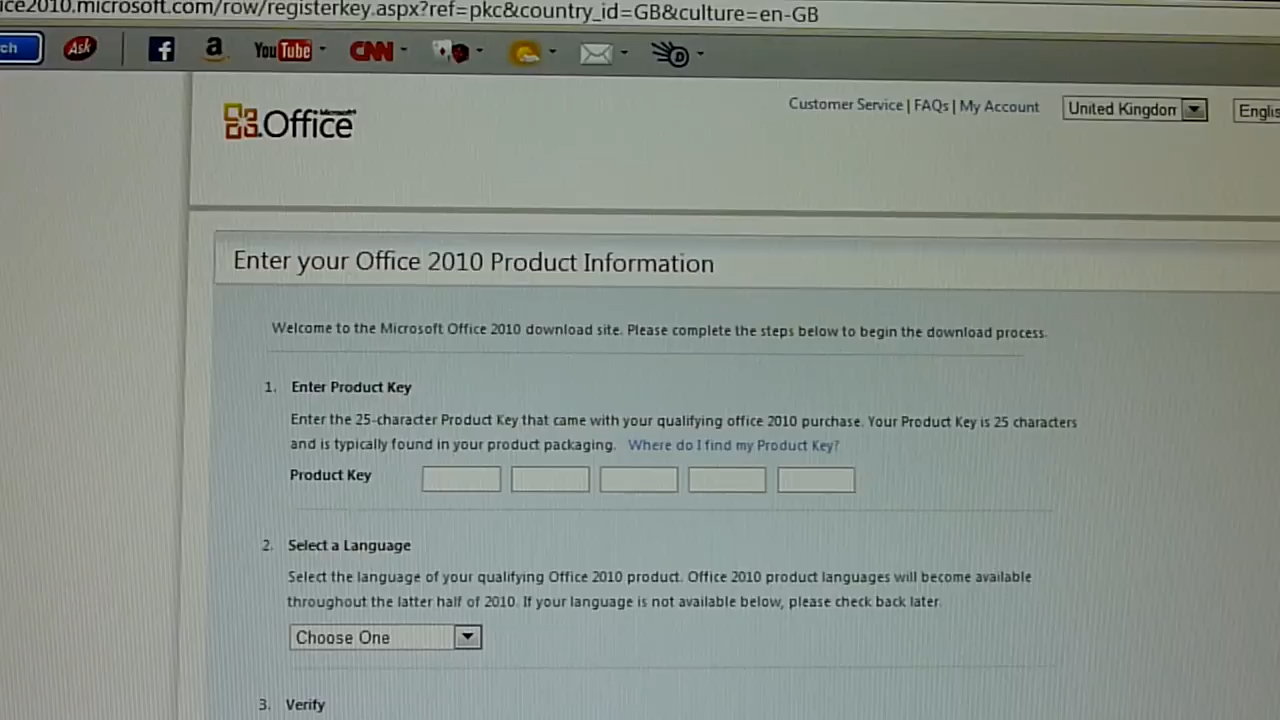 ice2010.microsoft.com/row/registerkey.aspx?ref=pkc&country_id=GB&culture=en-GB
ch Ask f a YouTube CNN D
Customer Service | FAQs | My Account United Kingdon Englis
Microsoft
Office
Enter your Office 2010 Product Information
Welcome to the Microsoft Office 2010 download site. Please complete the steps below to begin the download process.
1. Enter Product Key
Enter the 25-character Product Key that came with your qualifying office 2010 purchase. Your Product Key is 25 characters
and is typically found in your product packaging. Where do I find my Product Key?
Product Key
2. Select a Language
Select the language of your qualifying Office 2010 product. Office 2010 product languages will become available
throughout the latter half of 2010. If your language is not available below, please check back later.
Choose One
3. Verify